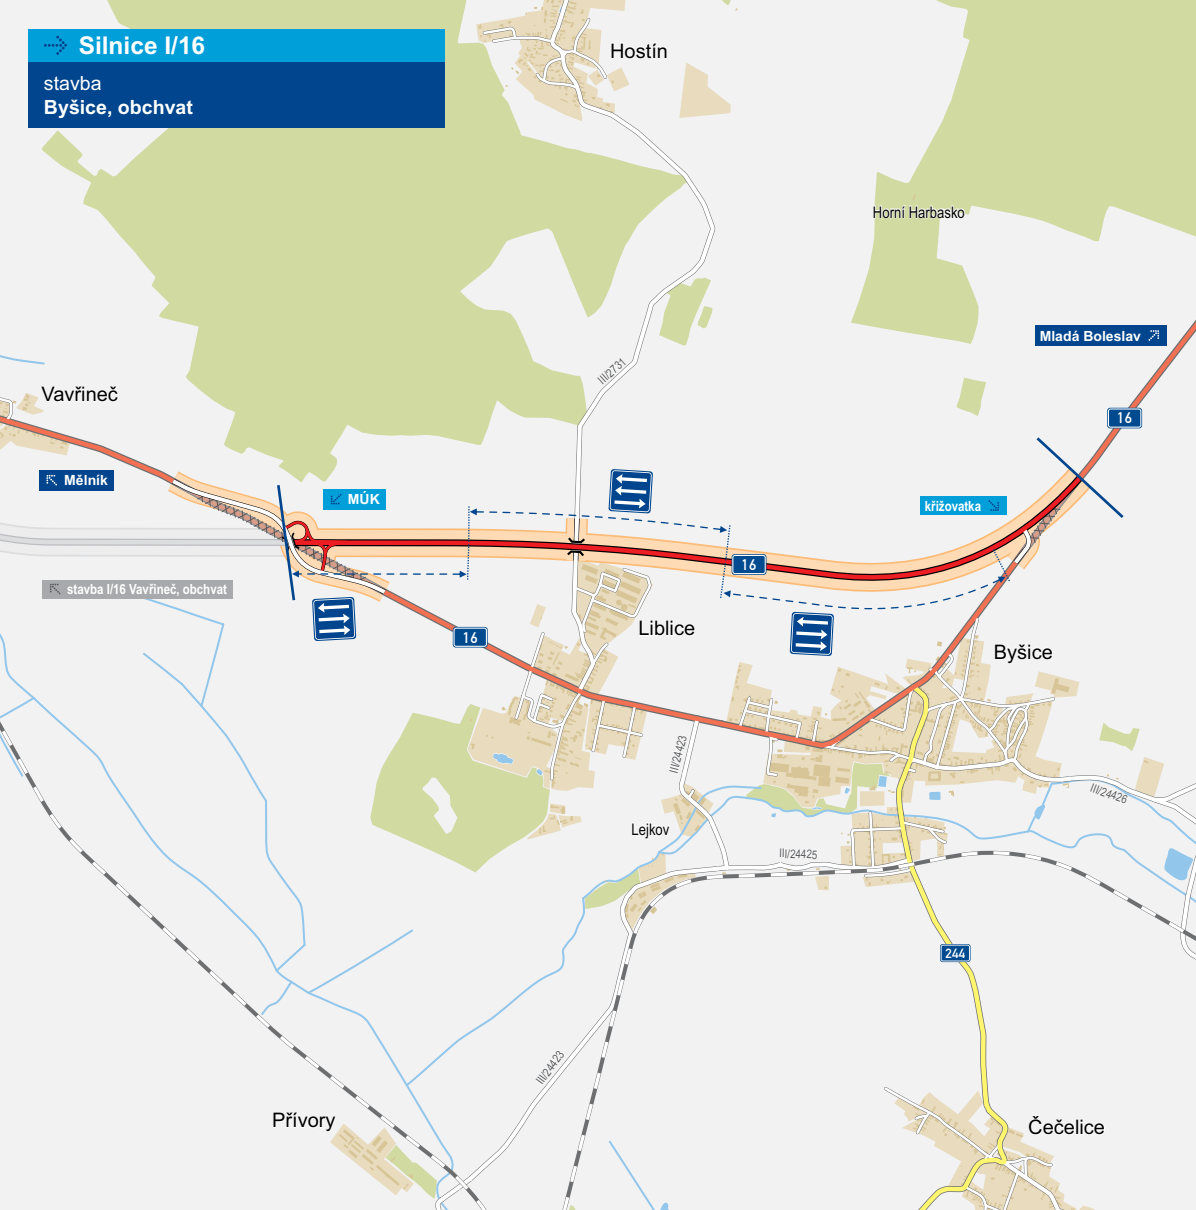 Silnice I/16
stavba
Byšice, obchvat
Hostín
Horní Harbasko
Mladá Boleslav
III/2731
Vavřineč
16
Mělník
MÚK
křižovatka
16
stavba I/16 Vavřineč, obchvat
16
Liblice
Byšice
III/24423
III/24426
Lejkov
III/24425
244
III/24423
Přívory
Čečelice